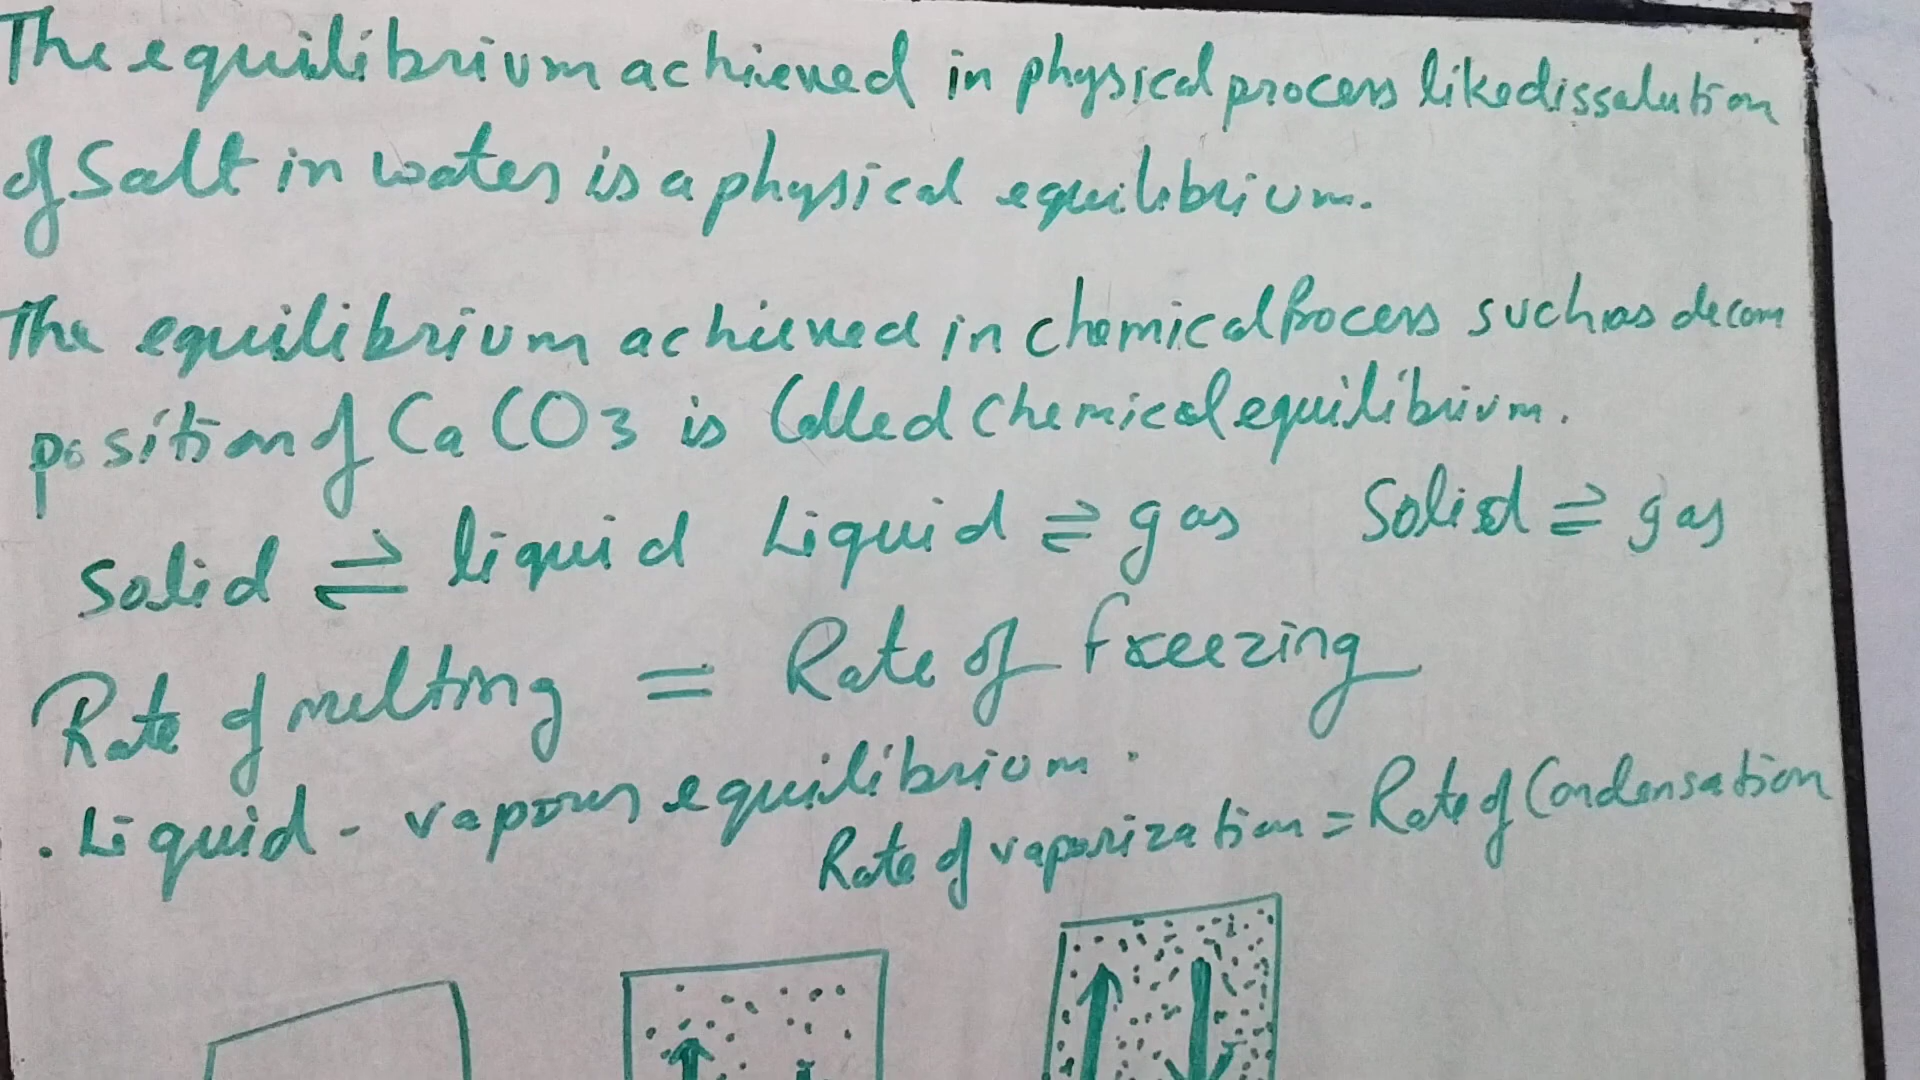 The equilibrium achieved in physical process like dissolution
of Salt in water is a physical equilibrium.
The equilibrium achieved in chemical Process such as decom
position of CaCO3 is Called chemical equilibrium.
Solid ⇌ liquid Liquid ⇌ gas Solid ⇌ gas
Rate of melting = Rate of freezing
. Liquid - vapour equilibrium.
Rate of vaporization = Rate of Condensation